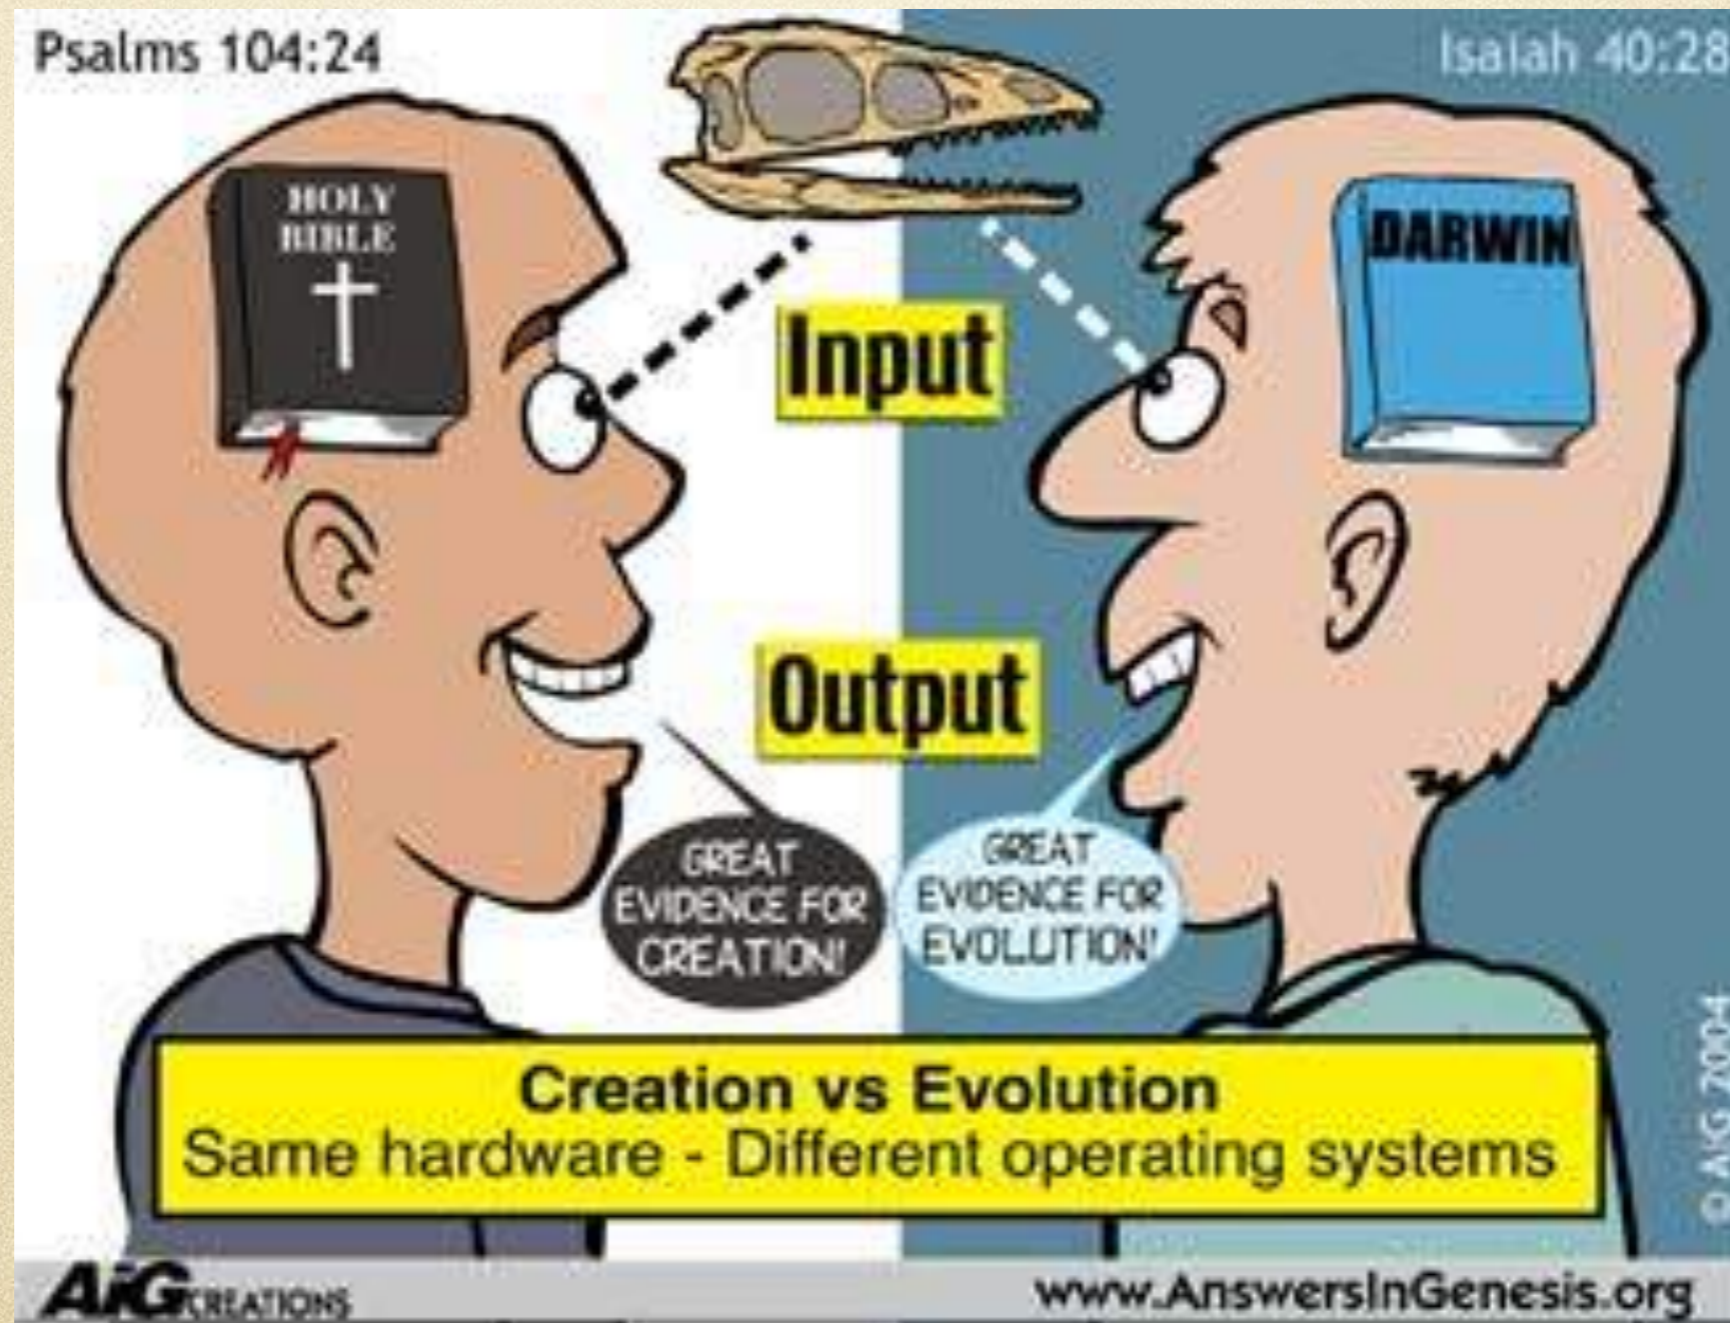 Psalms 104:24
Isaiah 40:28
HOLY
BIBLE
DARWIN
Input
Output
GREAT
EVIDENCE FOR
CREATION!
GREAT
EVIDENCE FOR
EVOLUTION!
Creation vs Evolution
Same hardware - Different operating systems
© AiG 2004
AiG CREATIONS
www.AnswersInGenesis.org